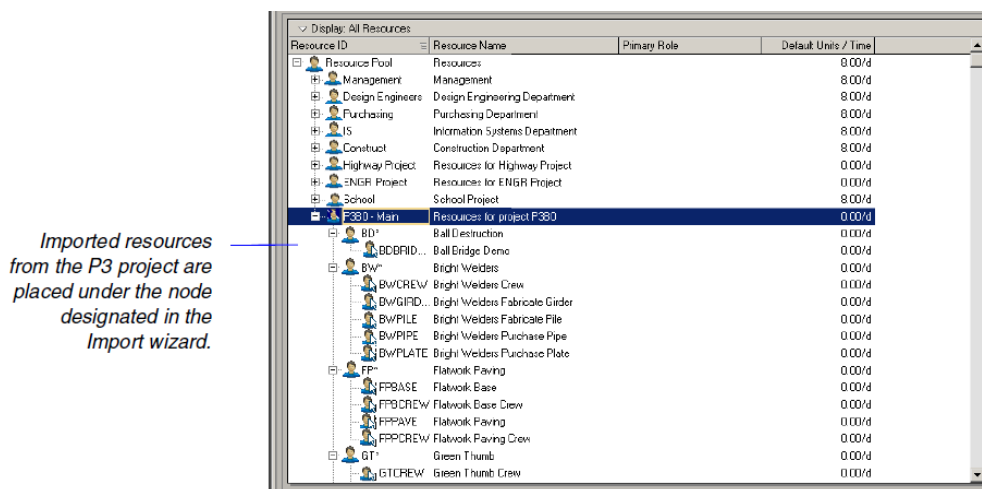 Display: All Resources
Resource ID Resource Name Primary Role Default Units / Time
Resource Pool Resources 8.00/d
Management Management 8.00/d
Design Engineers Design Engineering Department 8.00/d
Purchasing Purchasing Department 8.00/d
IS Information Systems Department 8.00/d
Construct Construction Department 8.00/d
Highway Project Resources for Highway Project 0.00/d
ENGR Project Resources for ENGR Project 0.00/d
School School Project 8.00/d
P3BD - Main Resources for project P3BD 0.00/d
BD* Ball Destruction 0.00/d
BDBRID... Ball Bridge Demo 0.00/d
BW* Bright Welders 0.00/d
BWCREW Bright Welders Crew 0.00/d
BWGIRD... Bright Welders Fabricate Girder 0.00/d
BWPILE Bright Welders Fabricate Pile 0.00/d
BWPIPE Bright Welders Purchase Pipe 0.00/d
BWPLATE Bright Welders Purchase Plate 0.00/d
FP* Flatwork Paving 0.00/d
FPBASE Flatwork Base 0.00/d
FPBCREW Flatwork Base Crew 0.00/d
FPPAVE Flatwork Paving 0.00/d
FPPCREW Flatwork Paving Crew 0.00/d
GT* Green Thumb 0.00/d
GTCREW Green Thumb Crew 0.00/d
Imported resources
from the P3 project are
placed under the node
designated in the
Import wizard.